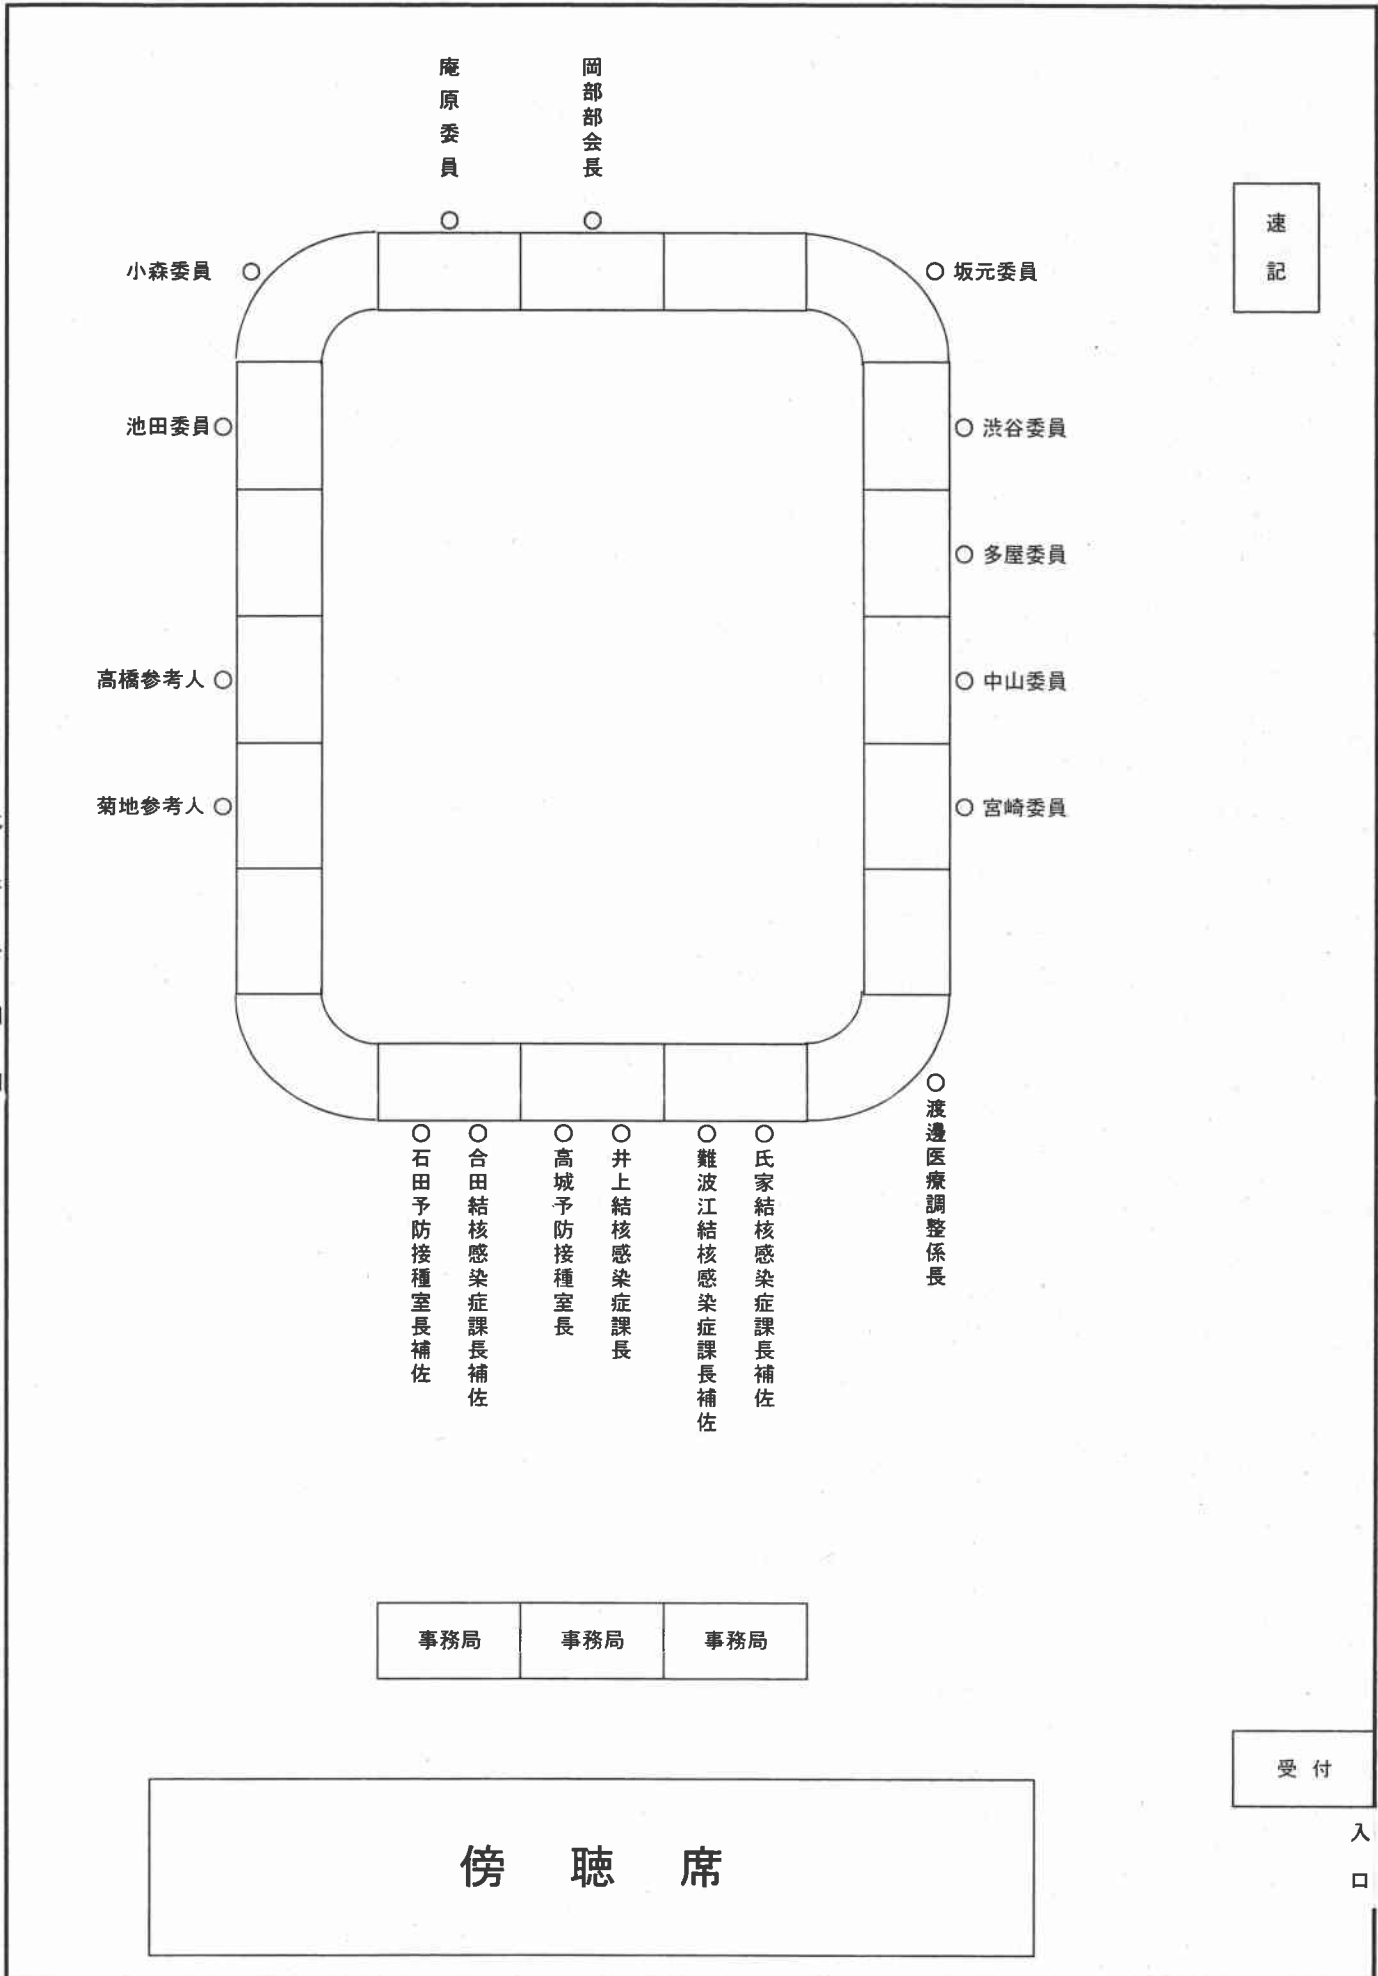 庵原委員
岡部部会長
速記
小森委員
坂元委員
池田委員
渋谷委員
多屋委員
高橋参考人
中山委員
菊地参考人
宮崎委員
石田予防接種室長補佐
合田結核感染症課長補佐
高城予防接種室長
井上結核感染症課長
難波江結核感染症課長補佐
氏家結核感染症課長補佐
渡邊医療調整係長
事務局
事務局
事務局
受付
入口
傍聴席